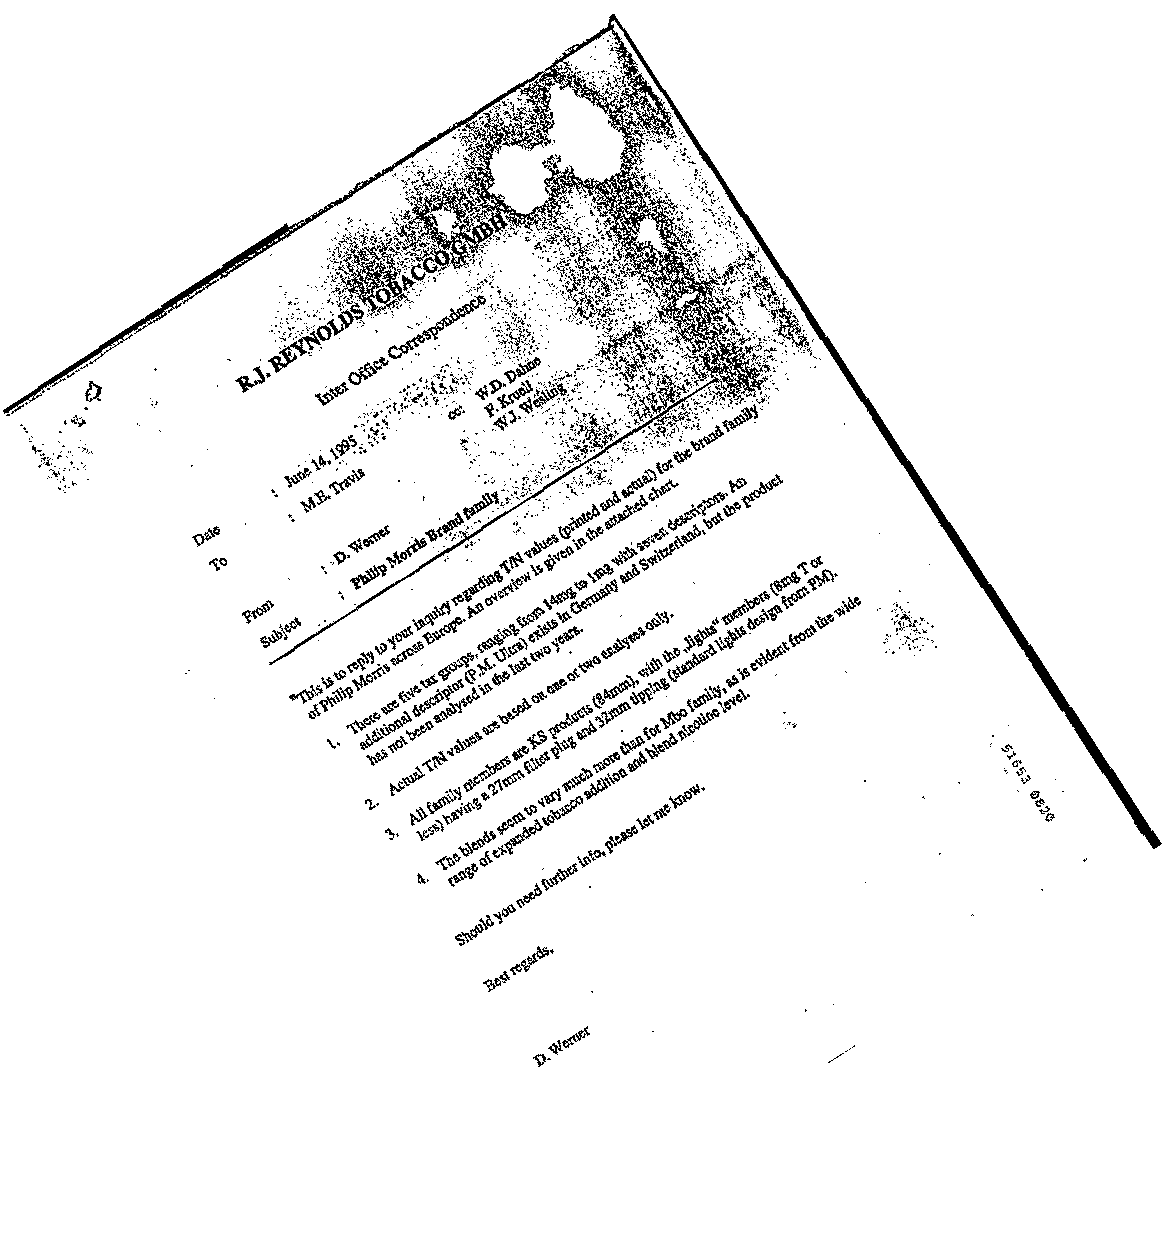 R.J. REYNOLDS TOBACCO GMBH
Inter Office Correspondence
cc: W.D. Dahne
F. Kruell
W.J. Wesling
Date : June 14, 1995
To : M.E. Travis
From : D. Werner
Subject : Philip Morris Brand family
"This is to reply to your inquiry regarding T/N values (printed and actual) for the brand family
of Philip Morris across Europe. An overview is given in the attached chart.
1. There are five tar groups, ranging from 14mg to 1mg with seven descriptors. An
additional descriptor (P.M. Ultra) exists in Germany and Switzerland, but the product
has not been analysed in the last two years.
2. Actual T/N values are based on one or two analyses only.
3. All family members are KS products (84mm), with the „lights" members (8mg T or
less) having a 27mm filter plug and 32mm tipping (standard lights design from PM).
4. The blends seem to vary much more than for Mbo family, as is evident from the wide
range of expanded tobacco addition and blend nicotine level.
Should you need further info, please let me know.
Best regards,
D. Werner
51653 0820